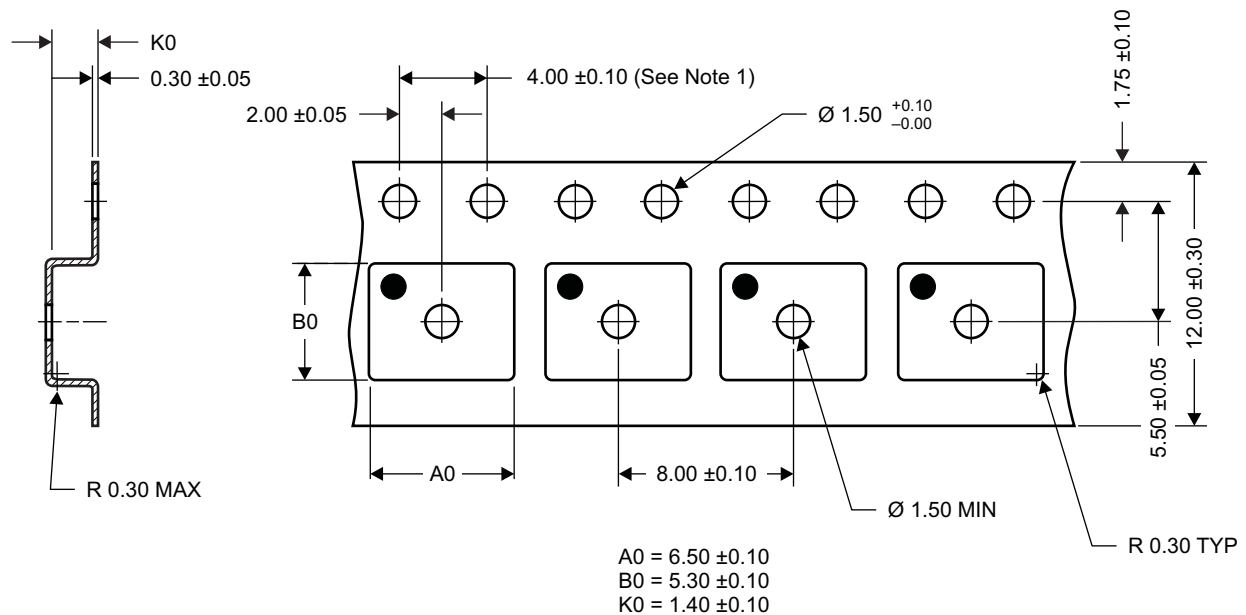 K0
0.30 ±0.05
4.00 ±0.10 (See Note 1)
2.00 ±0.05
Ø 1.50 +0.10 –0.00
1.75 ±0.10
B0
12.00 ±0.30
5.50 ±0.05
R 0.30 MAX
A0
8.00 ±0.10
Ø 1.50 MIN
R 0.30 TYP
A0 = 6.50 ±0.10
B0 = 5.30 ±0.10
K0 = 1.40 ±0.10